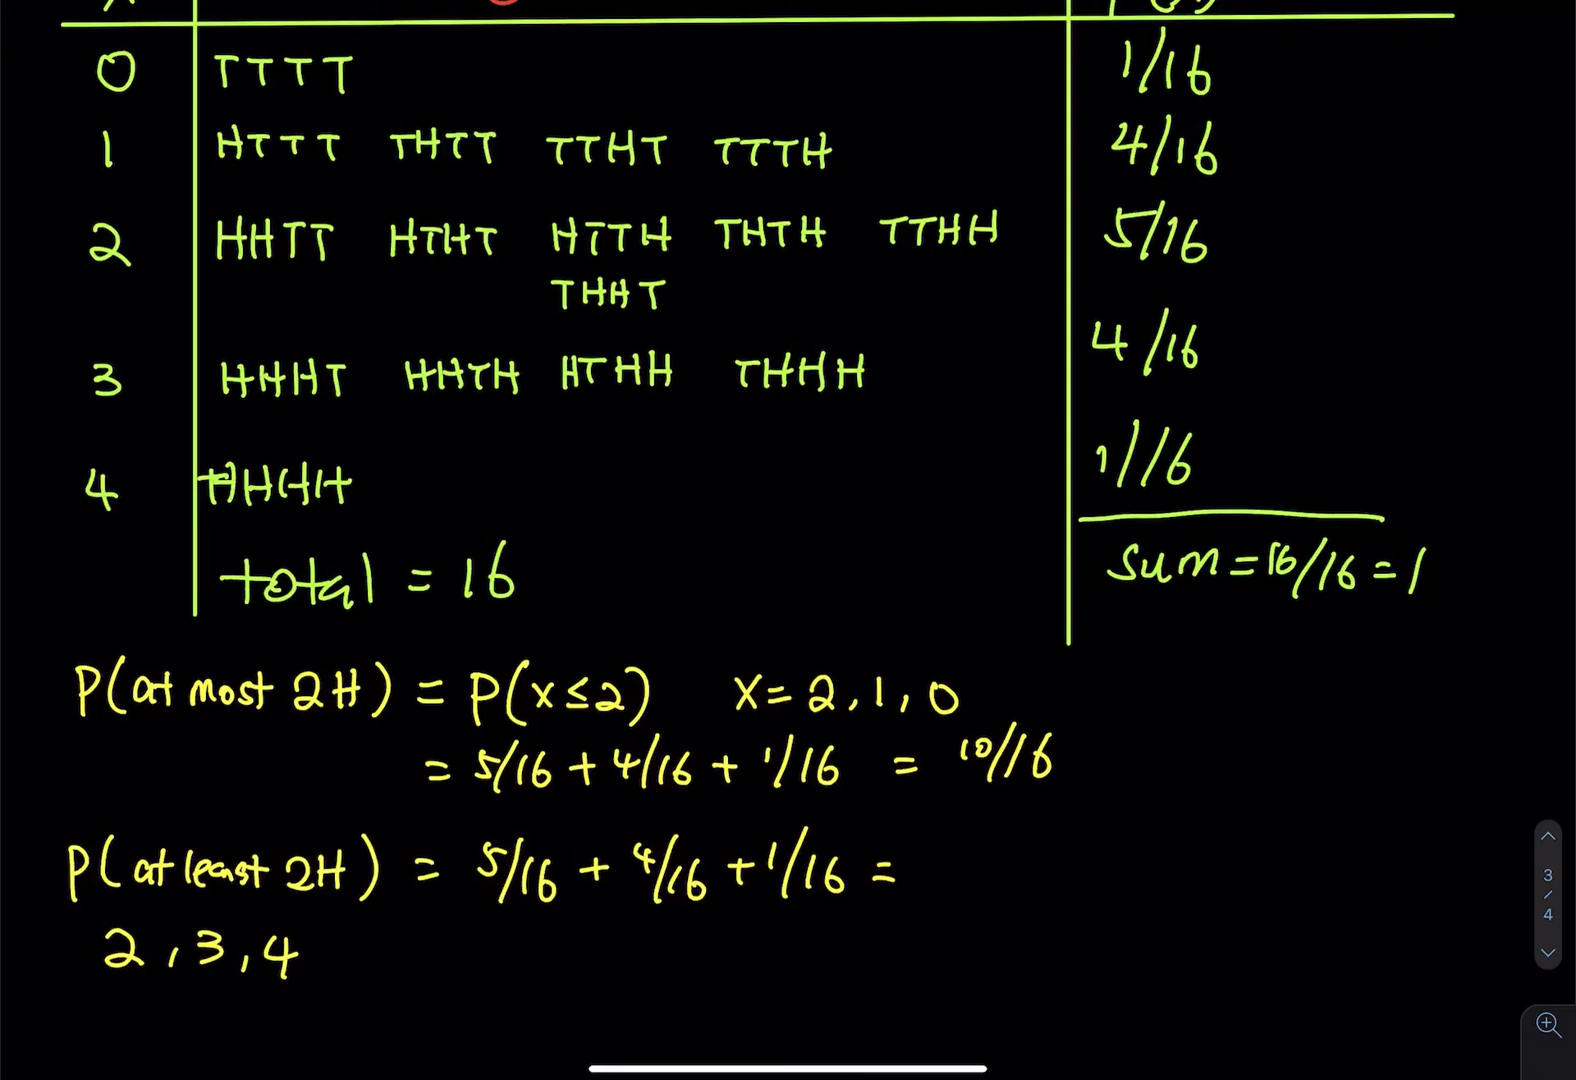 0 TTTT 1/16
1 HTTT THTT TTHT TTTH 4/16
2 HHTT HTHT HTTH THTH TTHH 5/16
THHT
3 HHHT HHTH HTHH THHH 4/16
4 HHHH 1/16
total = 16 sum = 16/16 = 1
P(at most 2H) = P(x≤2) X = 2, 1, 0
= 5/16 + 4/16 + 1/16 = 10/16
P(at least 2H) = 5/16 + 4/16 + 1/16 =
2, 3, 4
3
/
4